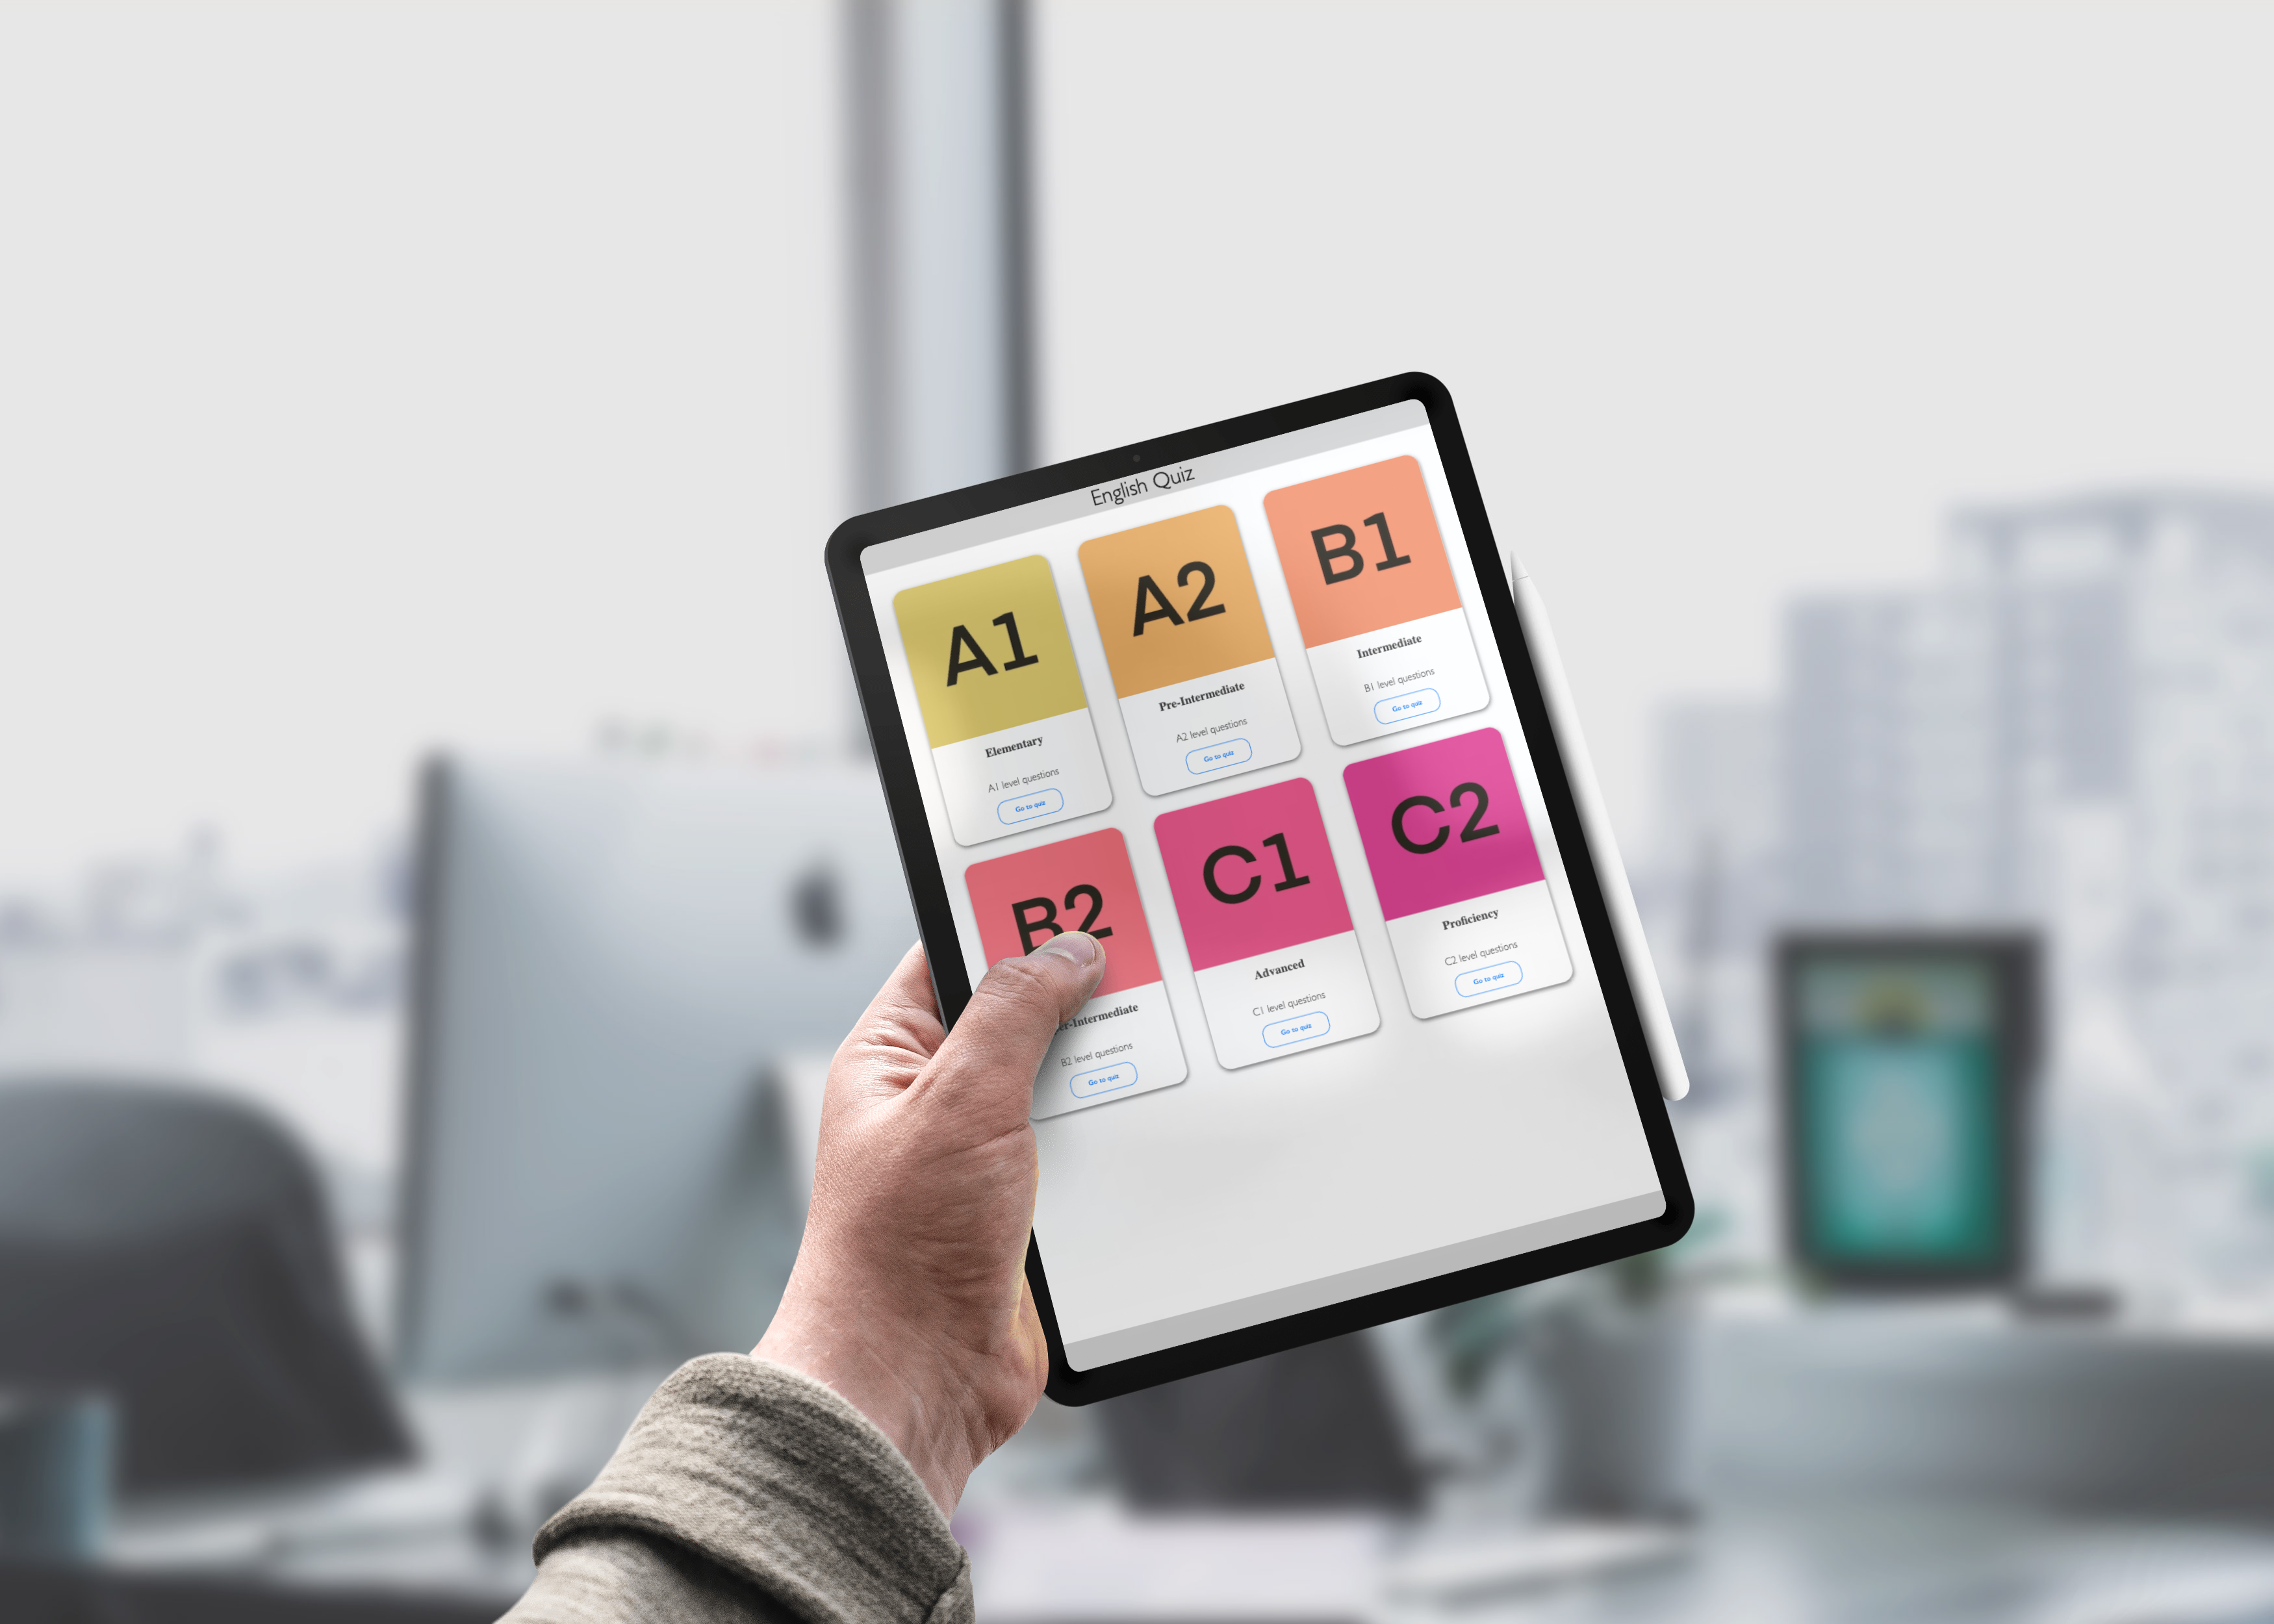 English Quiz
A1
Elementary
A1 level questions
Go to quiz
A2
Pre-Intermediate
A2 level questions
Go to quiz
B1
Intermediate
B1 level questions
Go to quiz
B2
er-Intermediate
B2 level questions
Go to quiz
C1
Advanced
C1 level questions
Go to quiz
C2
Proficiency
C2 level questions
Go to quiz